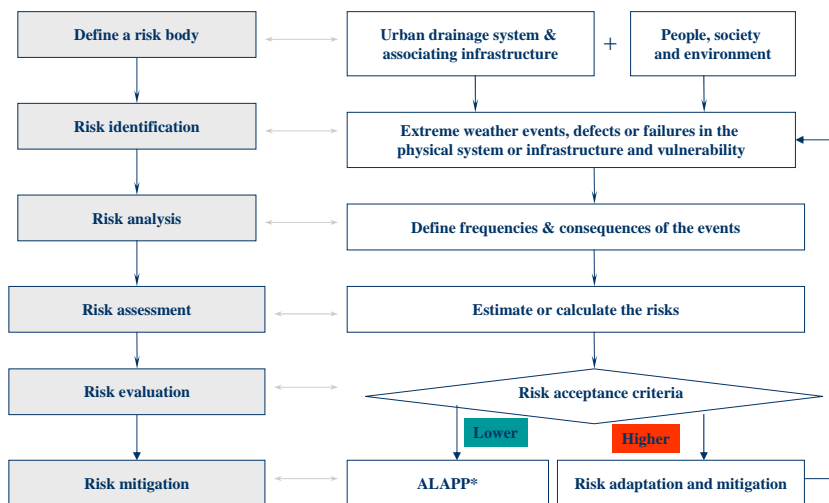 Define a risk body
Urban drainage system &
associating infrastructure
+
People, society
and environment
Risk identification
Extreme weather events, defects or failures in the
physical system or infrastructure and vulnerability
Risk analysis
Define frequencies & consequences of the events
Risk assessment
Estimate or calculate the risks
Risk evaluation
Risk acceptance criteria
Lower
Higher
Risk mitigation
ALAPP*
Risk adaptation and mitigation